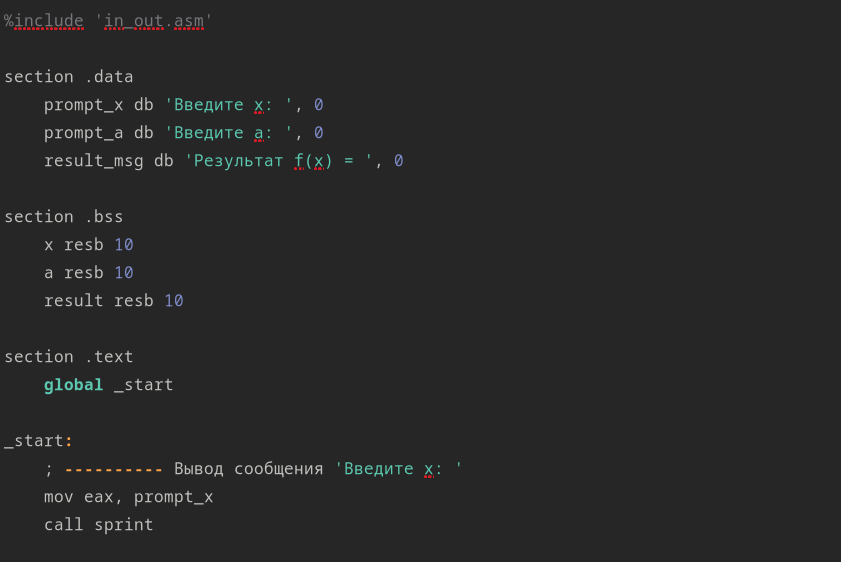 %include 'in_out.asm'
section .data
prompt_x db 'Введите x: ', 0
prompt_a db 'Введите a: ', 0
result_msg db 'Результат f(x) = ', 0
section .bss
x resb 10
a resb 10
result resb 10
section .text
global _start
_start:
; ---------- Вывод сообщения 'Введите x: '
mov eax, prompt_x
call sprint